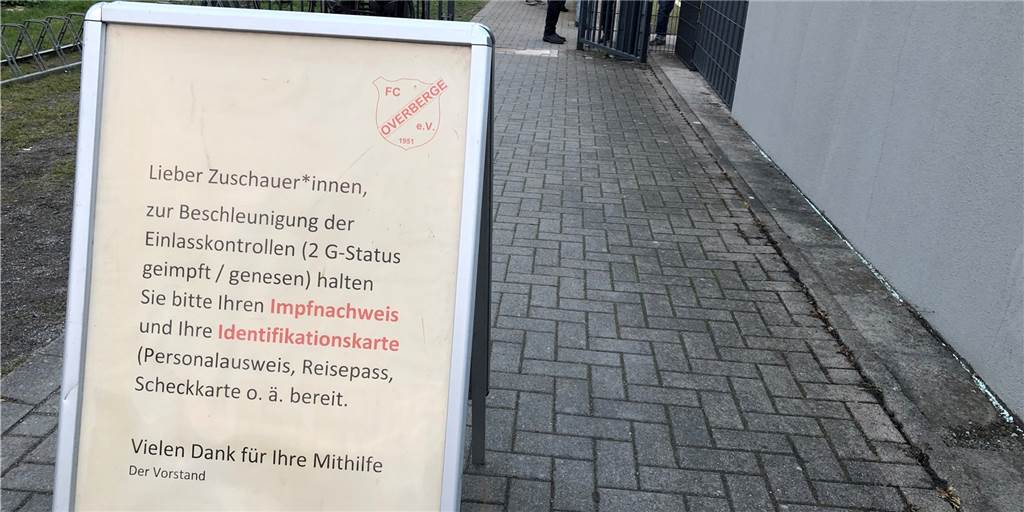 FC
OVERBERGE
e.V.
1951
Lieber Zuschauer*innen,
zur Beschleunigung der
Einlasskontrollen (2 G-Status
geimpft / genesen) halten
Sie bitte Ihren Impfnachweis
und Ihre Identifikationskarte
(Personalausweis, Reisepass,
Scheckkarte o. ä. bereit.
Vielen Dank für Ihre Mithilfe
Der Vorstand